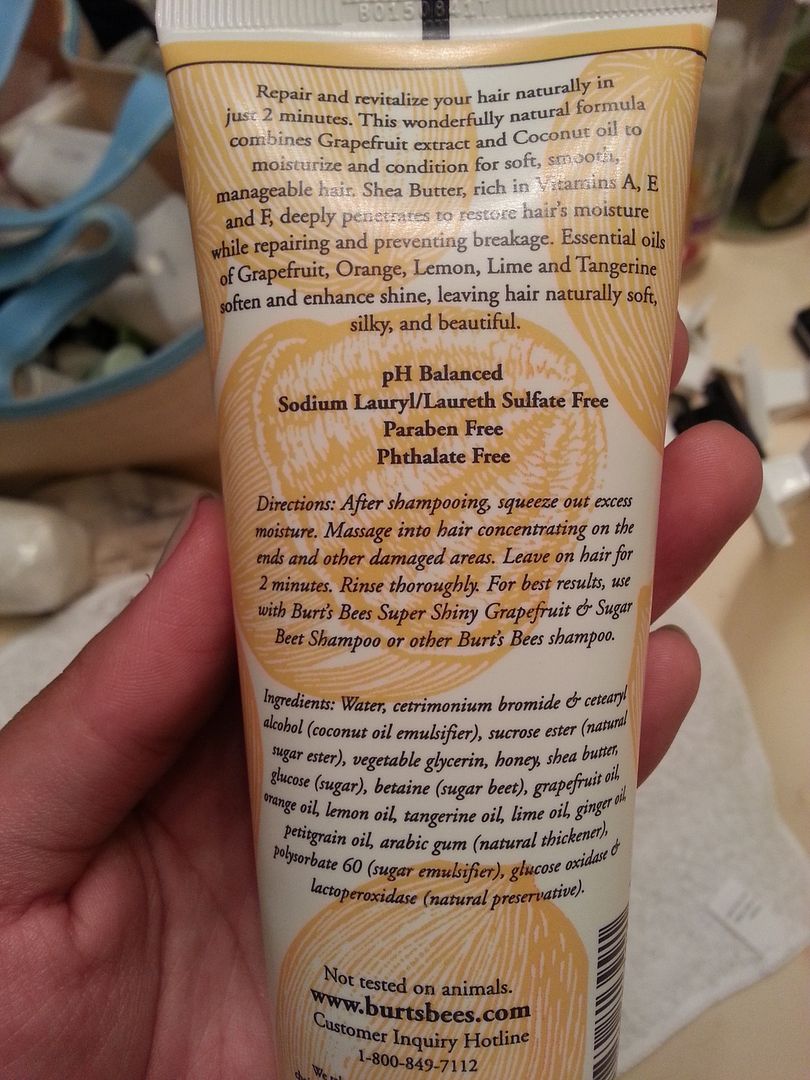 Repair and revitalize your hair naturally in
just 2 minutes. This wonderfully natural formula
combines Grapefruit extract and Coconut oil to
moisturize and condition for soft, smooth,
manageable hair. Shea Butter, rich in Vitamins A, E
and F, deeply penetrates to restore hair's moisture
while repairing and preventing breakage. Essential oils
of Grapefruit, Orange, Lemon, Lime and Tangerine
soften and enhance shine, leaving hair naturally soft,
silky, and beautiful.
pH Balanced
Sodium Lauryl/Laureth Sulfate Free
Paraben Free
Phthalate Free
Directions: After shampooing, squeeze out excess
moisture. Massage into hair concentrating on the
ends and other damaged areas. Leave on hair for
2 minutes. Rinse thoroughly. For best results, use
with Burt's Bees Super Shiny Grapefruit & Sugar
Beet Shampoo or other Burt's Bees shampoo.
Ingredients: Water, cetrimonium bromide & cetearyl
alcohol (coconut oil emulsifier), sucrose ester (natural
sugar ester), vegetable glycerin, honey, shea butter,
glucose (sugar), betaine (sugar beet), grapefruit oil,
orange oil, lemon oil, tangerine oil, lime oil, ginger oil,
petitgrain oil, arabic gum (natural thickener),
polysorbate 60 (sugar emulsifier), glucose oxidase &
lactoperoxidase (natural preservative).
Not tested on animals.
www.burtsbees.com
Customer Inquiry Hotline
1-800-849-7112